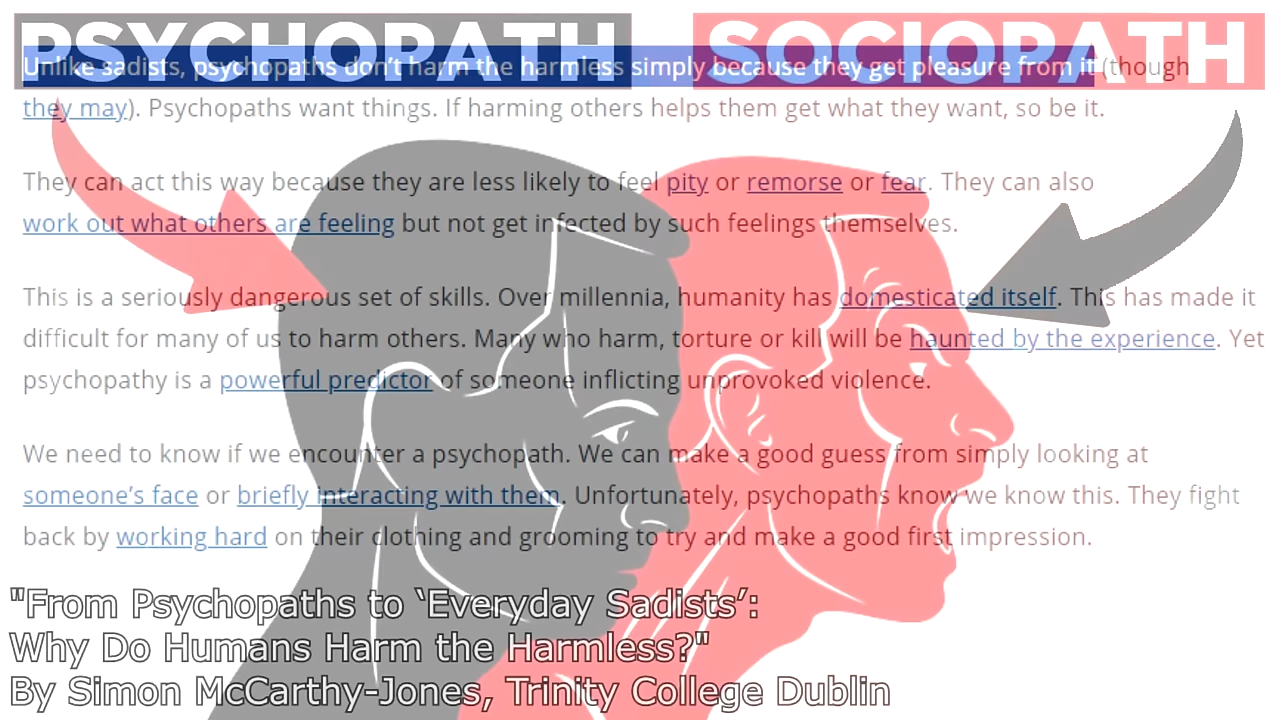 PSYCHOPATH SOCIOPATH
Unlike sadists, psychopaths don't harm the harmless simply because they get pleasure from it (though
they may). Psychopaths want things. If harming others helps them get what they want, so be it.
They can act this way because they are less likely to feel pity or remorse or fear. They can also
work out what others are feeling but not get infected by such feelings themselves.
This is a seriously dangerous set of skills. Over millennia, humanity has domesticated itself. This has made it
difficult for many of us to harm others. Many who harm, torture or kill will be haunted by the experience. Yet
psychopathy is a powerful predictor of someone inflicting unprovoked violence.
We need to know if we encounter a psychopath. We can make a good guess from simply looking at
someone's face or briefly interacting with them. Unfortunately, psychopaths know we know this. They fight
back by working hard on their clothing and grooming to try and make a good first impression.
"From Psychopaths to ‘Everyday Sadists’:
Why Do Humans Harm the Harmless?"
By Simon McCarthy-Jones, Trinity College Dublin